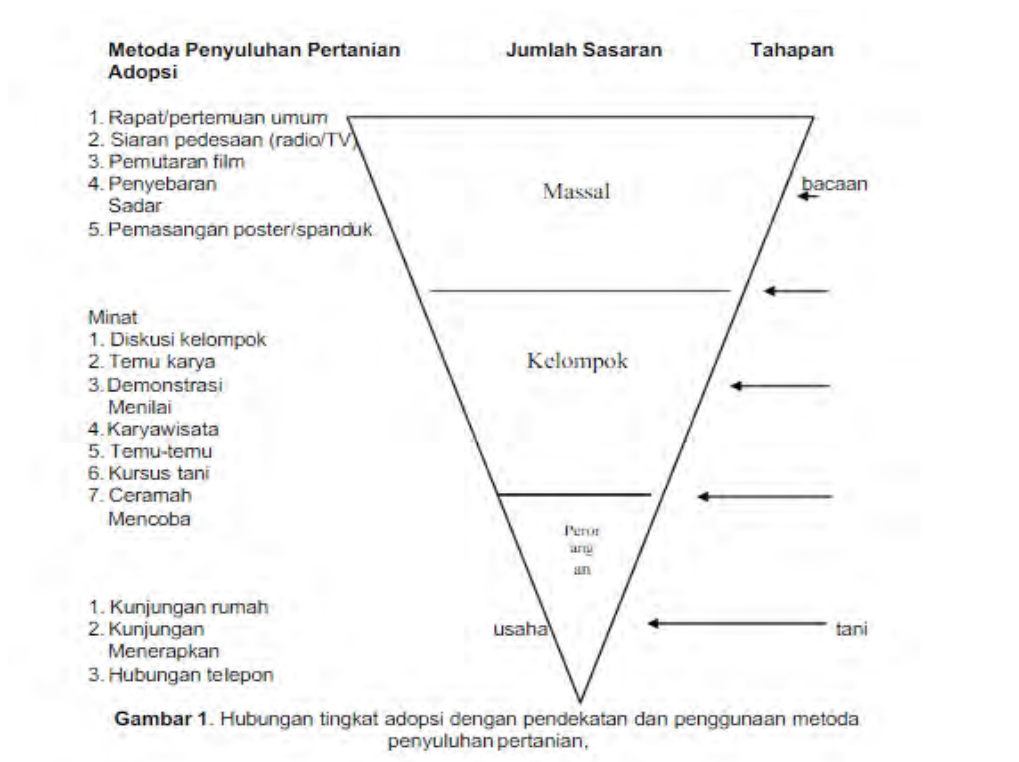 Metoda Penyuluhan Pertanian Jumlah Sasaran Tahapan
Adopsi
1. Rapat/pertemuan umum
2. Siaran pedesaan (radio/TV)
3. Pemutaran film
4. Penyebaran bacaan
Sadar
5. Pemasangan poster/spanduk
Massal
Minat
1. Diskusi kelompok
2. Temu karya
3. Demonstrasi
Menilai
4. Karyawisata
5. Temu-temu
6. Kursus tani
7. Ceramah
Mencoba
Kelompok
Peror
ang
an
1. Kunjungan rumah
2. Kunjungan usaha tani
Menerapkan
3. Hubungan telepon
Gambar 1. Hubungan tingkat adopsi dengan pendekatan dan penggunaan metoda
penyuluhan pertanian,